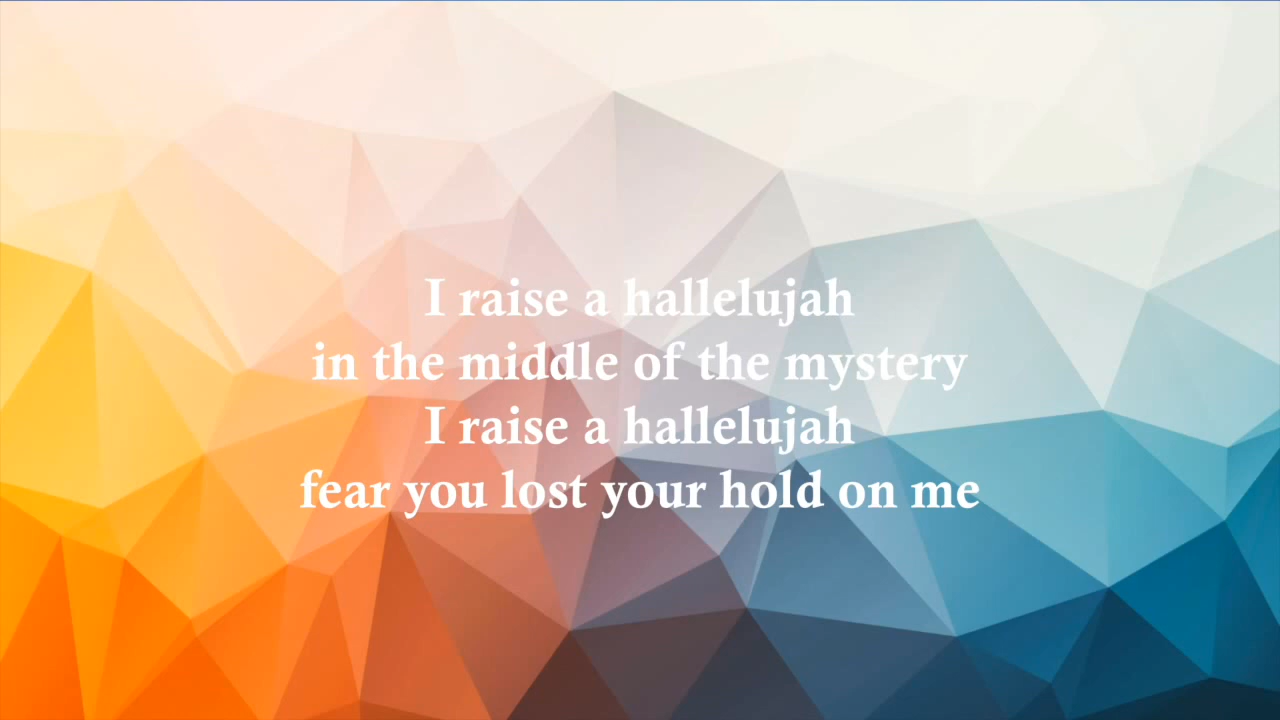 I raise a hallelujah
in the middle of the mystery
I raise a hallelujah
fear you lost your hold on me